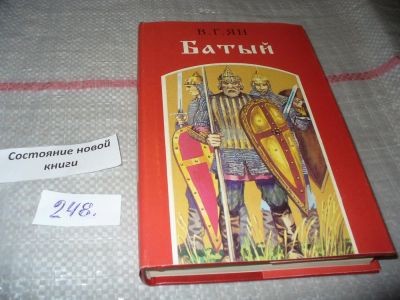 В. Г. ЯН
Батый
Состояние новой
книги
248.